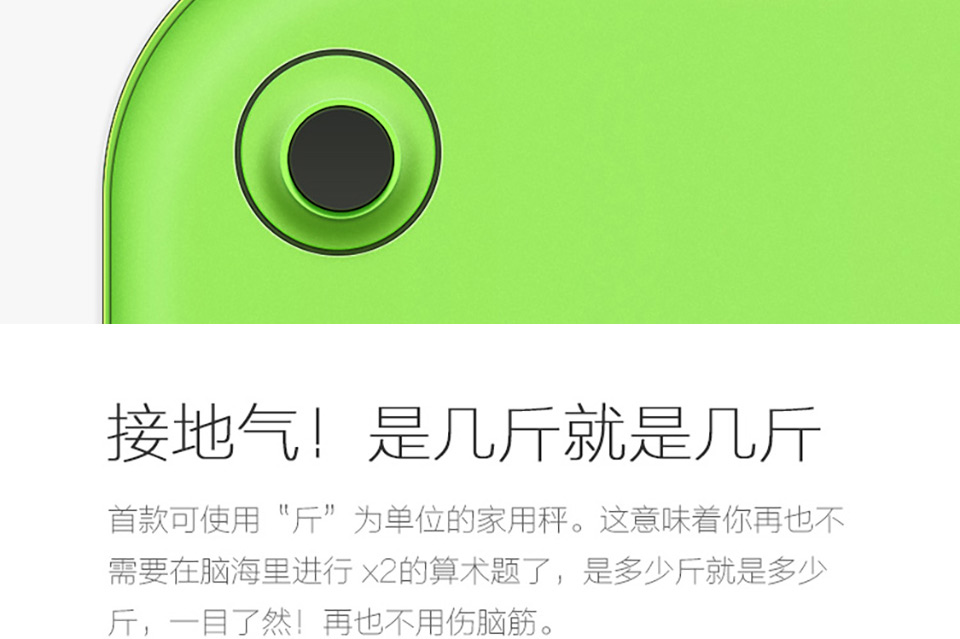 接地气！是几斤就是几斤
首款可使用“斤”为单位的家用秤。这意味着你再也不
需要在脑海里进行 x2的算术题了，是多少斤就是多少
斤，一目了然！再也不用伤脑筋。